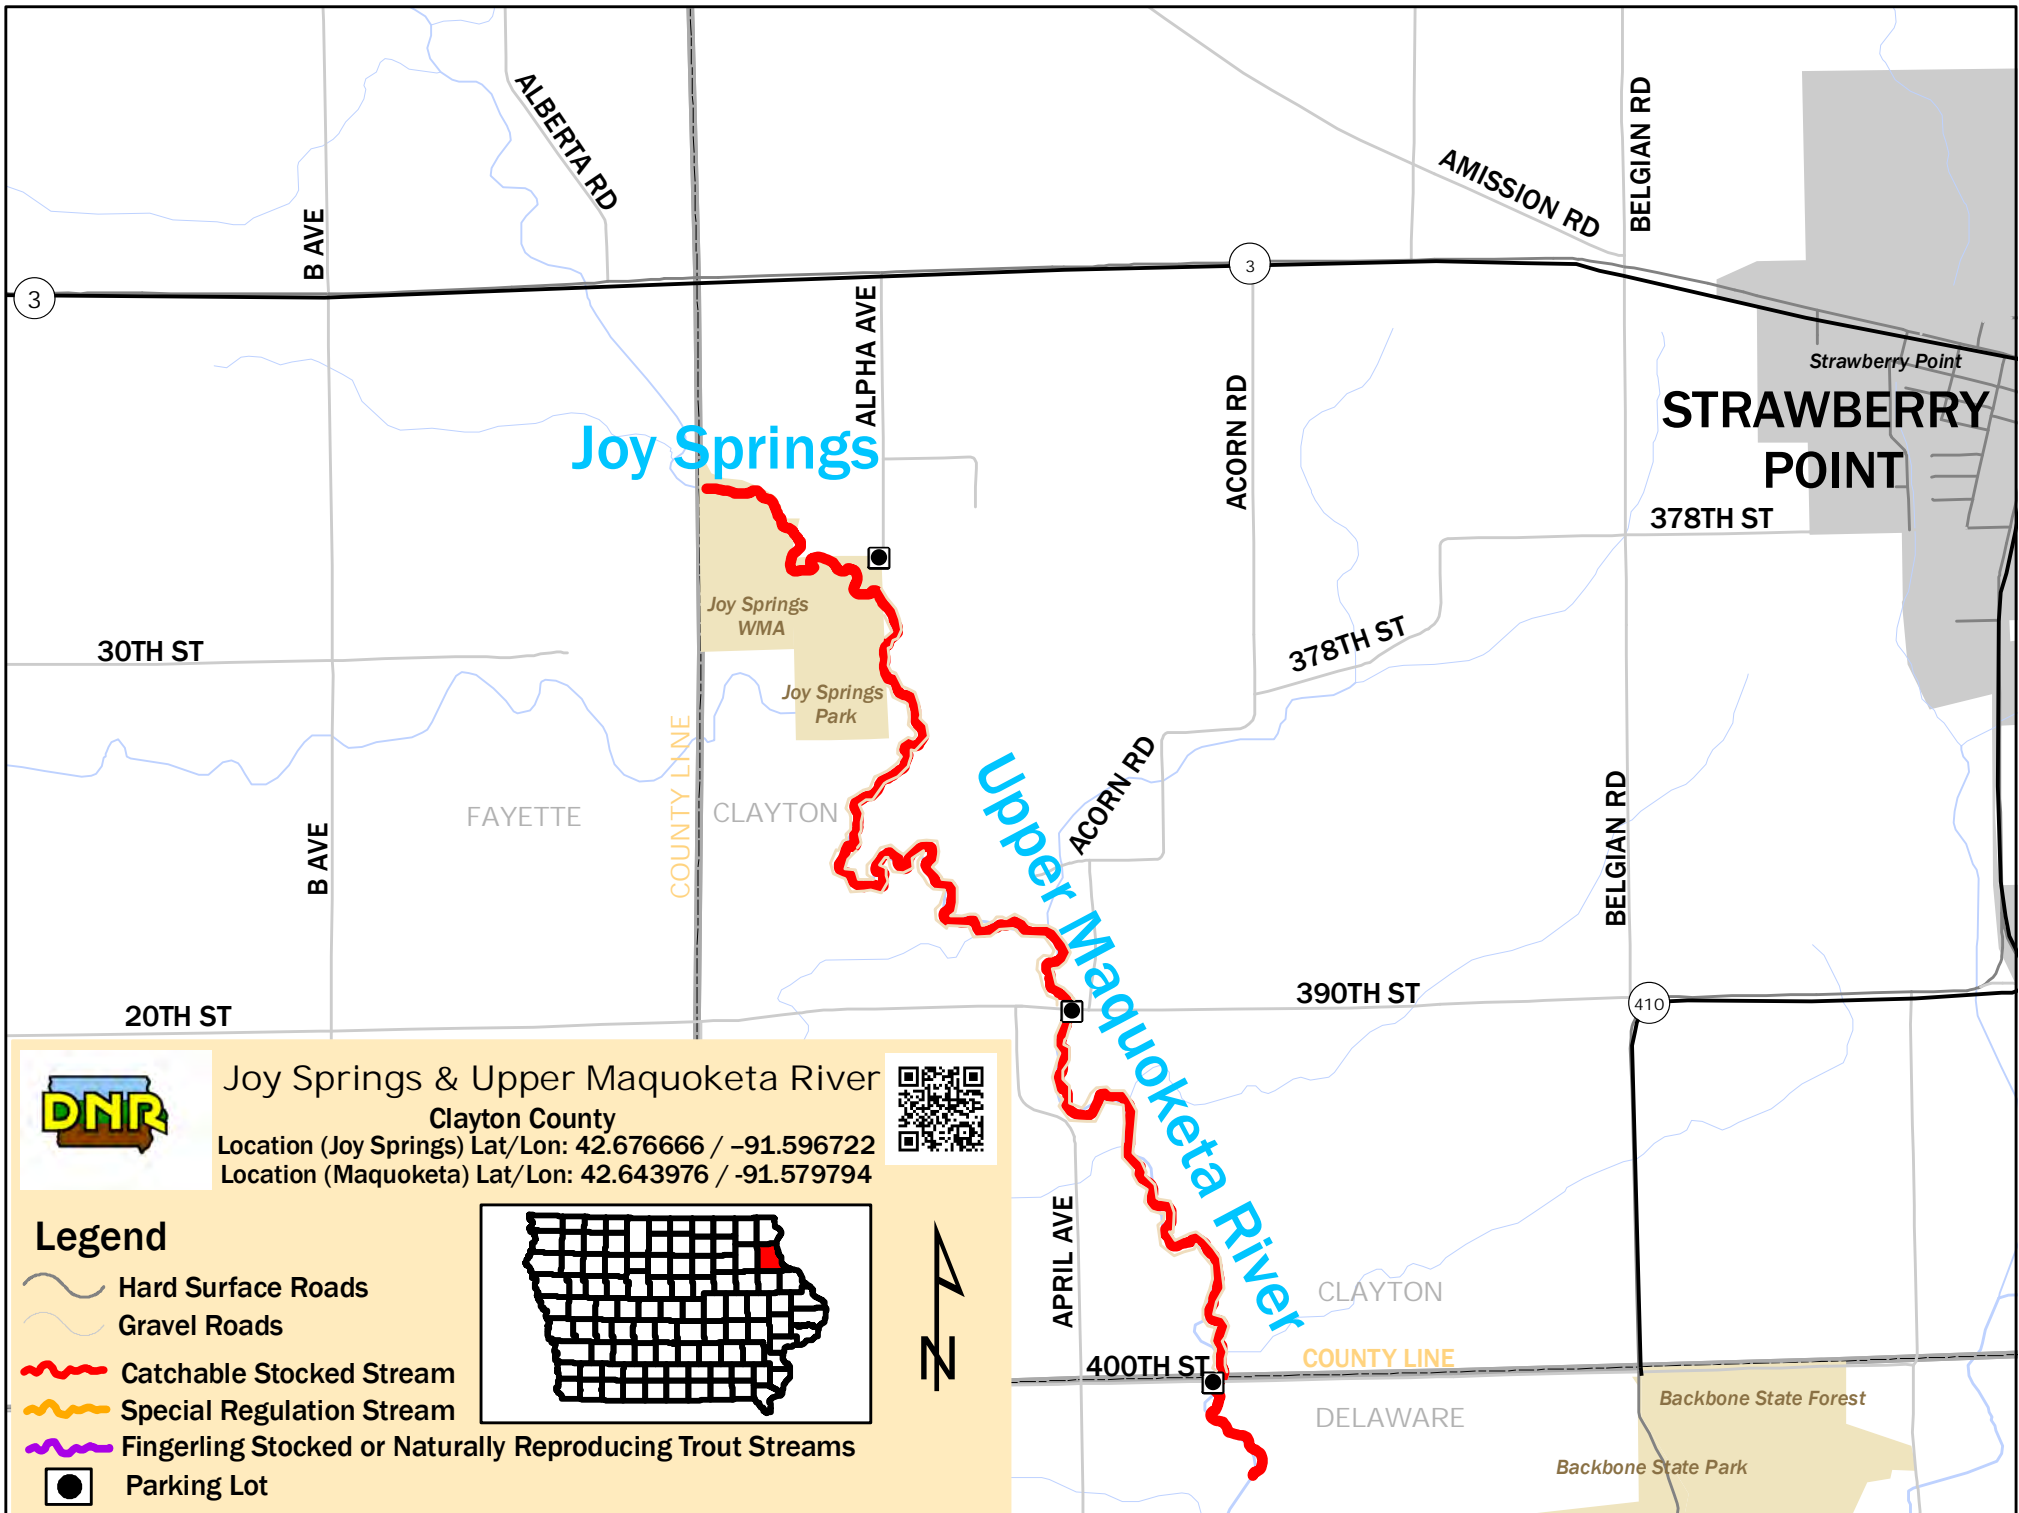 ALBERTA RD
B AVE
AMISSION RD
BELGIAN RD
3
3
ALPHA AVE
ACORN RD
Strawberry Point
STRAWBERRY
POINT
Joy Springs
378TH ST
Joy Springs
WMA
378TH ST
30TH ST
Joy Springs
Park
COUNTY LINE
FAYETTE
CLAYTON
B AVE
Upper Maquoketa River
ACORN RD
BELGIAN RD
390TH ST
410
20TH ST
DNR
Joy Springs & Upper Maquoketa River
Clayton County
Location (Joy Springs) Lat/Lon: 42.676666 / –91.596722
Location (Maquoketa) Lat/Lon: 42.643976 / -91.579794
Legend
Hard Surface Roads
Gravel Roads
Catchable Stocked Stream
Special Regulation Stream
Fingerling Stocked or Naturally Reproducing Trout Streams
Parking Lot
N
APRIL AVE
CLAYTON
400TH ST
COUNTY LINE
DELAWARE
Backbone State Forest
Backbone State Park